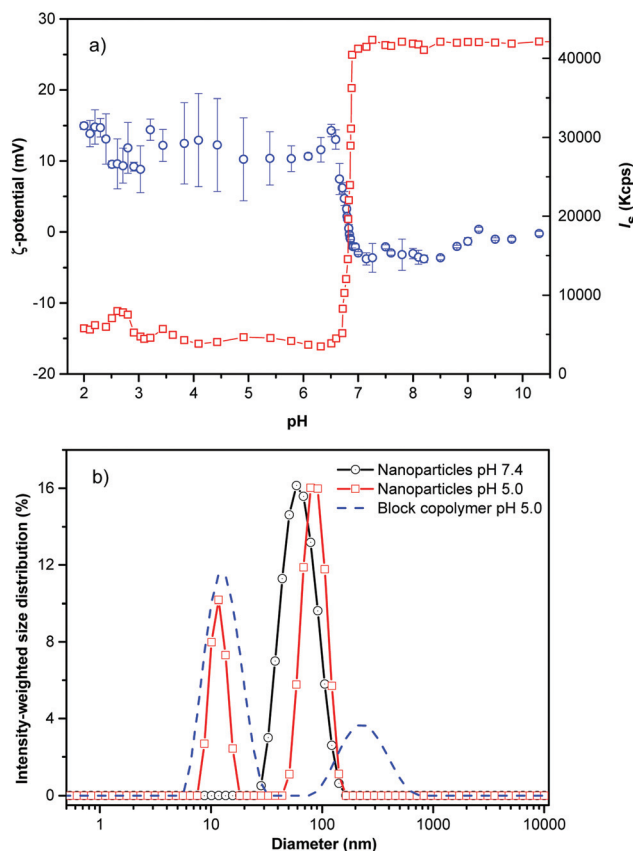 a)
30
20
10
0
-10
-20
ζ-potential (mV)
40000
30000
20000
10000
0
I_S (Kcps)
2 3 4 5 6 7 8 9 10
pH
b)
Nanoparticles pH 7.4
Nanoparticles pH 5.0
Block copolymer pH 5.0
16
12
8
4
0
Intensity-weighted size distribution (%)
1 10 100 1000 10000
Diameter (nm)